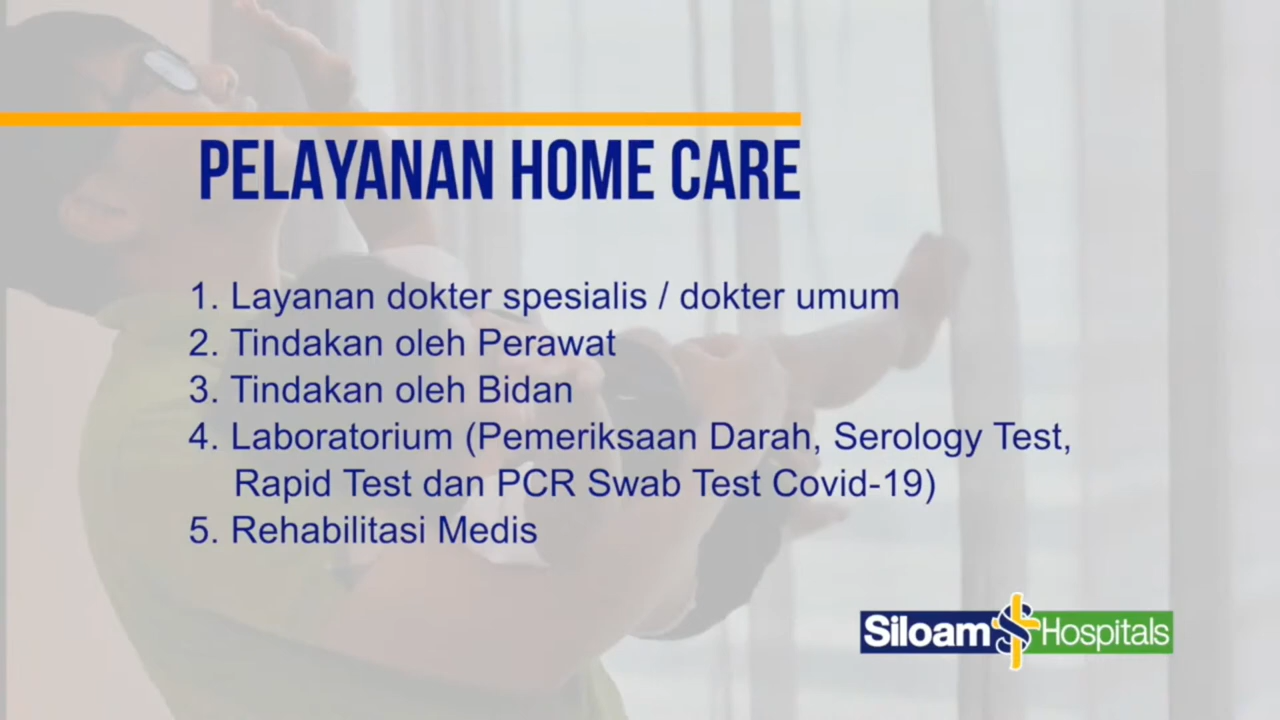 PELAYANAN HOME CARE
1. Layanan dokter spesialis / dokter umum
2. Tindakan oleh Perawat
3. Tindakan oleh Bidan
4. Laboratorium (Pemeriksaan Darah, Serology Test,
Rapid Test dan PCR Swab Test Covid-19)
5. Rehabilitasi Medis
Siloam Hospitals